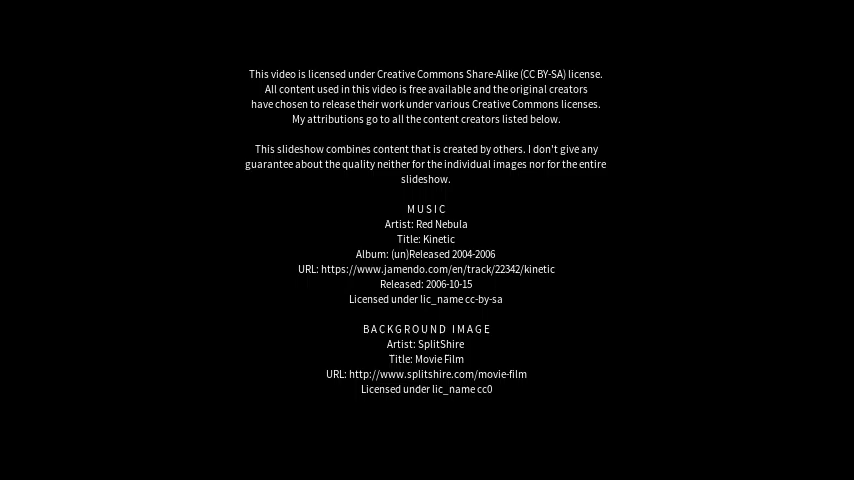 This video is licensed under Creative Commons Share-Alike (CC BY-SA) license.
All content used in this video is free available and the original creators
have chosen to release their work under various Creative Commons licenses.
My attributions go to all the content creators listed below.
This slideshow combines content that is created by others. I don't give any
guarantee about the quality neither for the individual images nor for the entire
slideshow.
MUSIC
Artist: Red Nebula
Title: Kinetic
Album: (un)Released 2004-2006
URL: https://www.jamendo.com/en/track/22342/kinetic
Released: 2006-10-15
Licensed under lic_name cc-by-sa
BACKGROUND IMAGE
Artist: SplitShire
Title: Movie Film
URL: http://www.splitshire.com/movie-film
Licensed under lic_name cc0